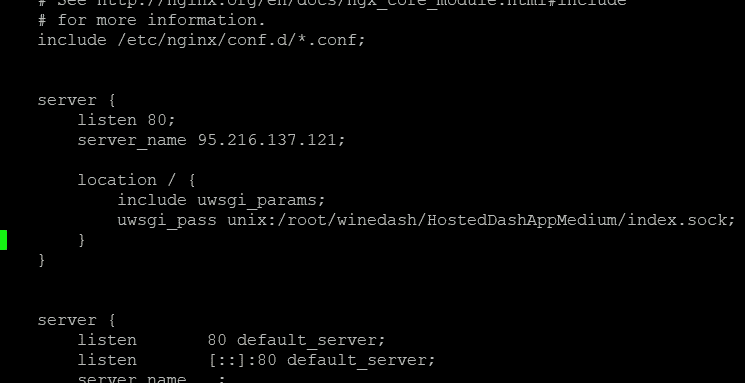 # See http://nginx.org/en/docs/ngx_core_module.html#include
# for more information.
include /etc/nginx/conf.d/*.conf;
server {
listen 80;
server_name 95.216.137.121;
location / {
include uwsgi_params;
uwsgi_pass unix:/root/winedash/HostedDashAppMedium/index.sock;
}
}
server {
listen 80 default_server;
listen [::]:80 default_server;
server_name _;